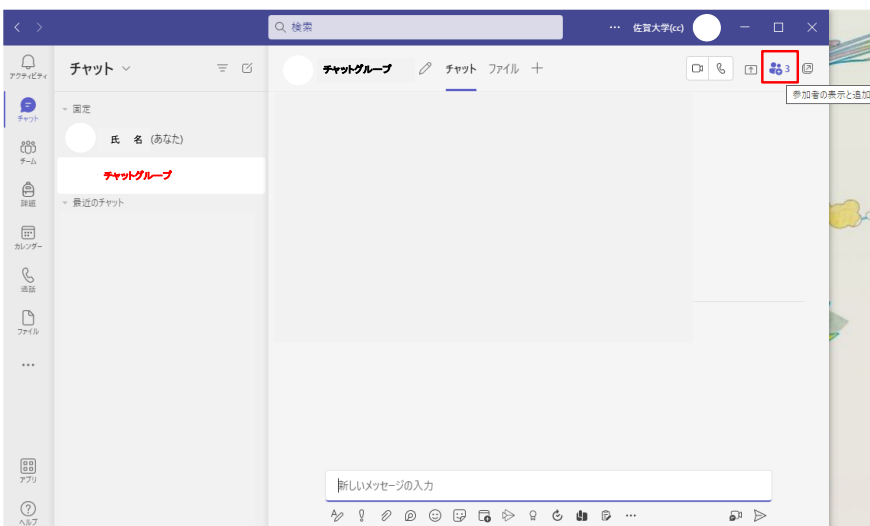 検索
佐賀大学(cc)
アクティビティ
チャット
チーム
課題
カレンダー
通話
ファイル
アプリ
ヘルプ
チャット
固定
氏 名 (あなた)
チャットグループ
最近のチャット
チャットグループ
チャット ファイル
3
参加者の表示と追加
新しいメッセージの入力